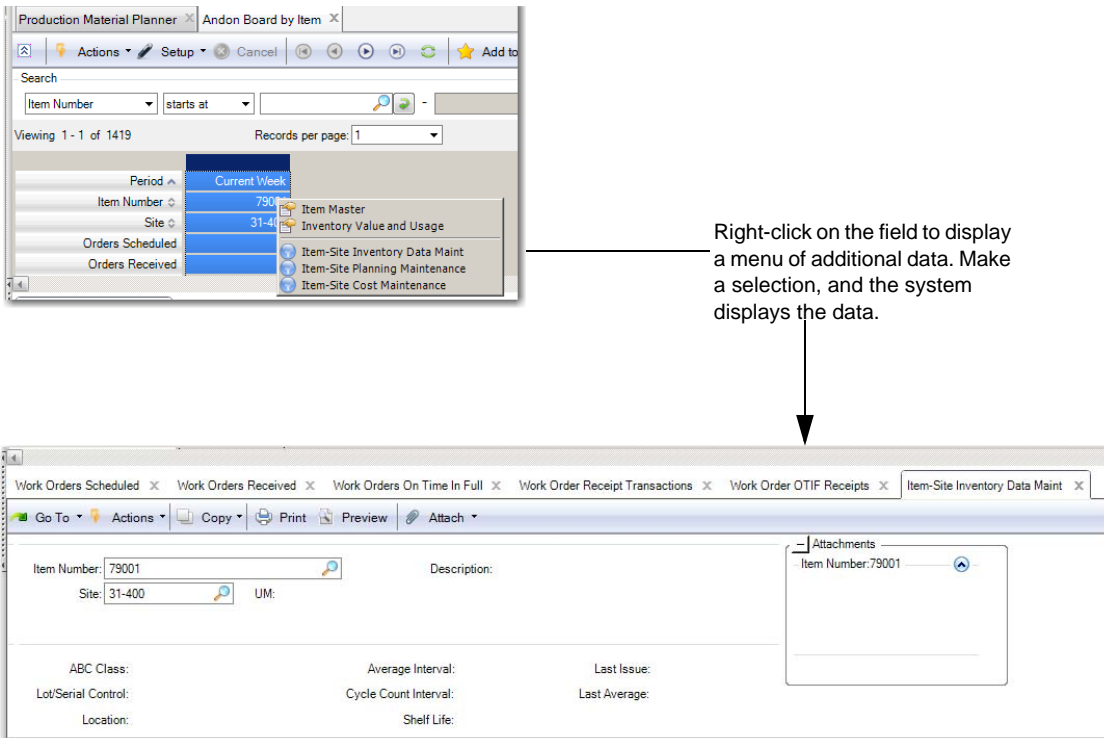 Production Material Planner
Andon Board by Item
Actions Setup Cancel Add to
Search
Item Number starts at -
Viewing 1 - 1 of 1419 Records per page: 1
Period Current Week
Item Number 7900
Site 31-40
Orders Scheduled
Orders Received
Item Master
Inventory Value and Usage
Item-Site Inventory Data Maint
Item-Site Planning Maintenance
Item-Site Cost Maintenance
Right-click on the field to display
a menu of additional data. Make
a selection, and the system
displays the data.
Work Orders Scheduled Work Orders Received Work Orders On Time In Full Work Order Receipt Transactions Work Order OTIF Receipts Item-Site Inventory Data Maint
Go To Actions Copy Print Preview Attach
Item Number: 79001 Description:
Site: 31-400 UM:
Attachments
Item Number:79001
ABC Class: Average Interval: Last Issue:
Lot/Serial Control: Cycle Count Interval: Last Average:
Location: Shelf Life: